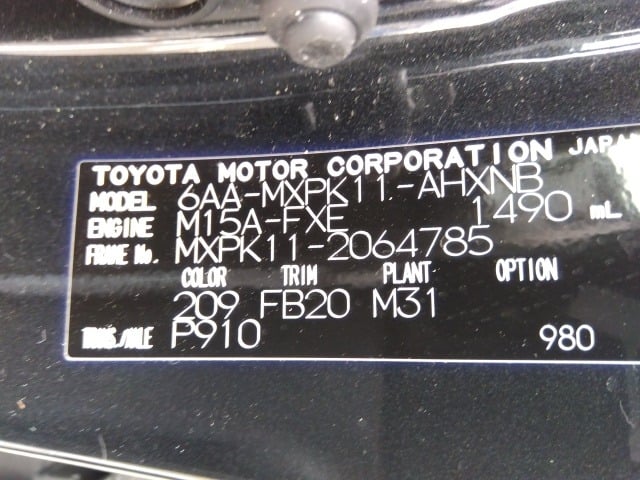 TOYOTA MOTOR CORPORATION JAPAN
MODEL 6AA-MXPK11-AHXNB
ENGINE M15A-FXE 1490 mL
FRAME No. MXPK11-2064785
COLOR TRIM PLANT OPTION
209 FB20 M31
TRANS./AXLE P910 980